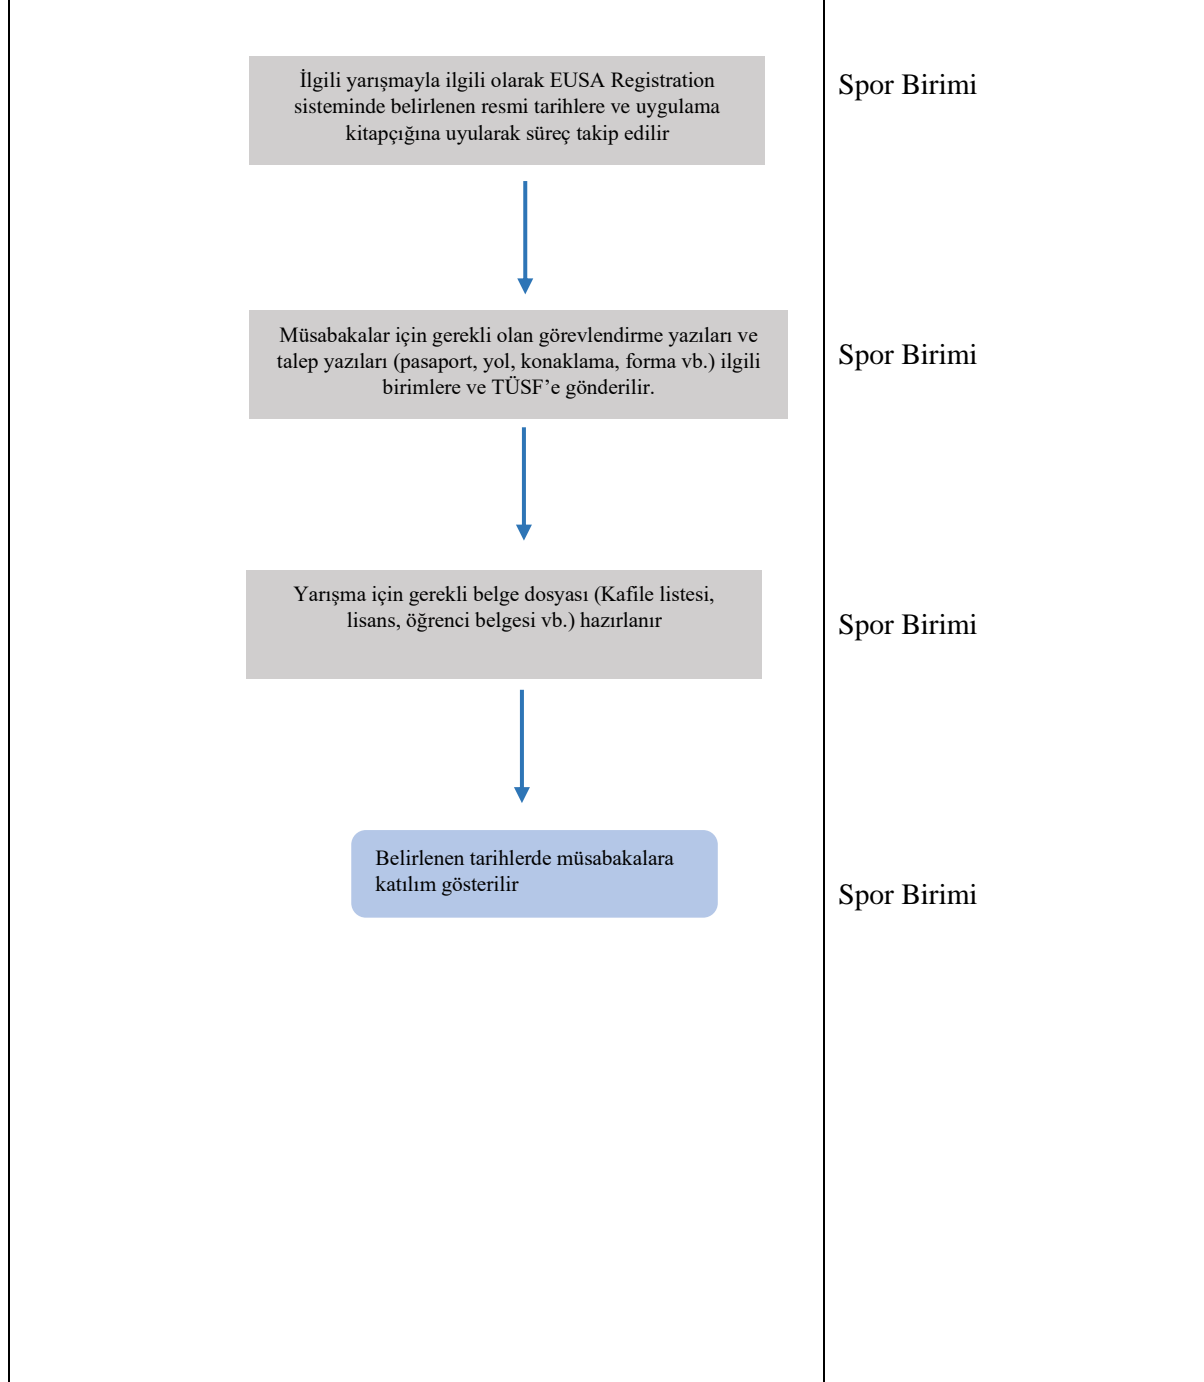 İlgili yarışmayla ilgili olarak EUSA Registration
sisteminde belirlenen resmi tarihlere ve uygulama
kitapçığına uyularak süreç takip edilir
Spor Birimi
Müsabakalar için gerekli olan görevlendirme yazıları ve
talep yazıları (pasaport, yol, konaklama, forma vb.) ilgili
birimlere ve TÜSF’e gönderilir.
Spor Birimi
Yarışma için gerekli belge dosyası (Kafile listesi,
lisans, öğrenci belgesi vb.) hazırlanır
Spor Birimi
Belirlenen tarihlerde müsabakalara
katılım gösterilir
Spor Birimi